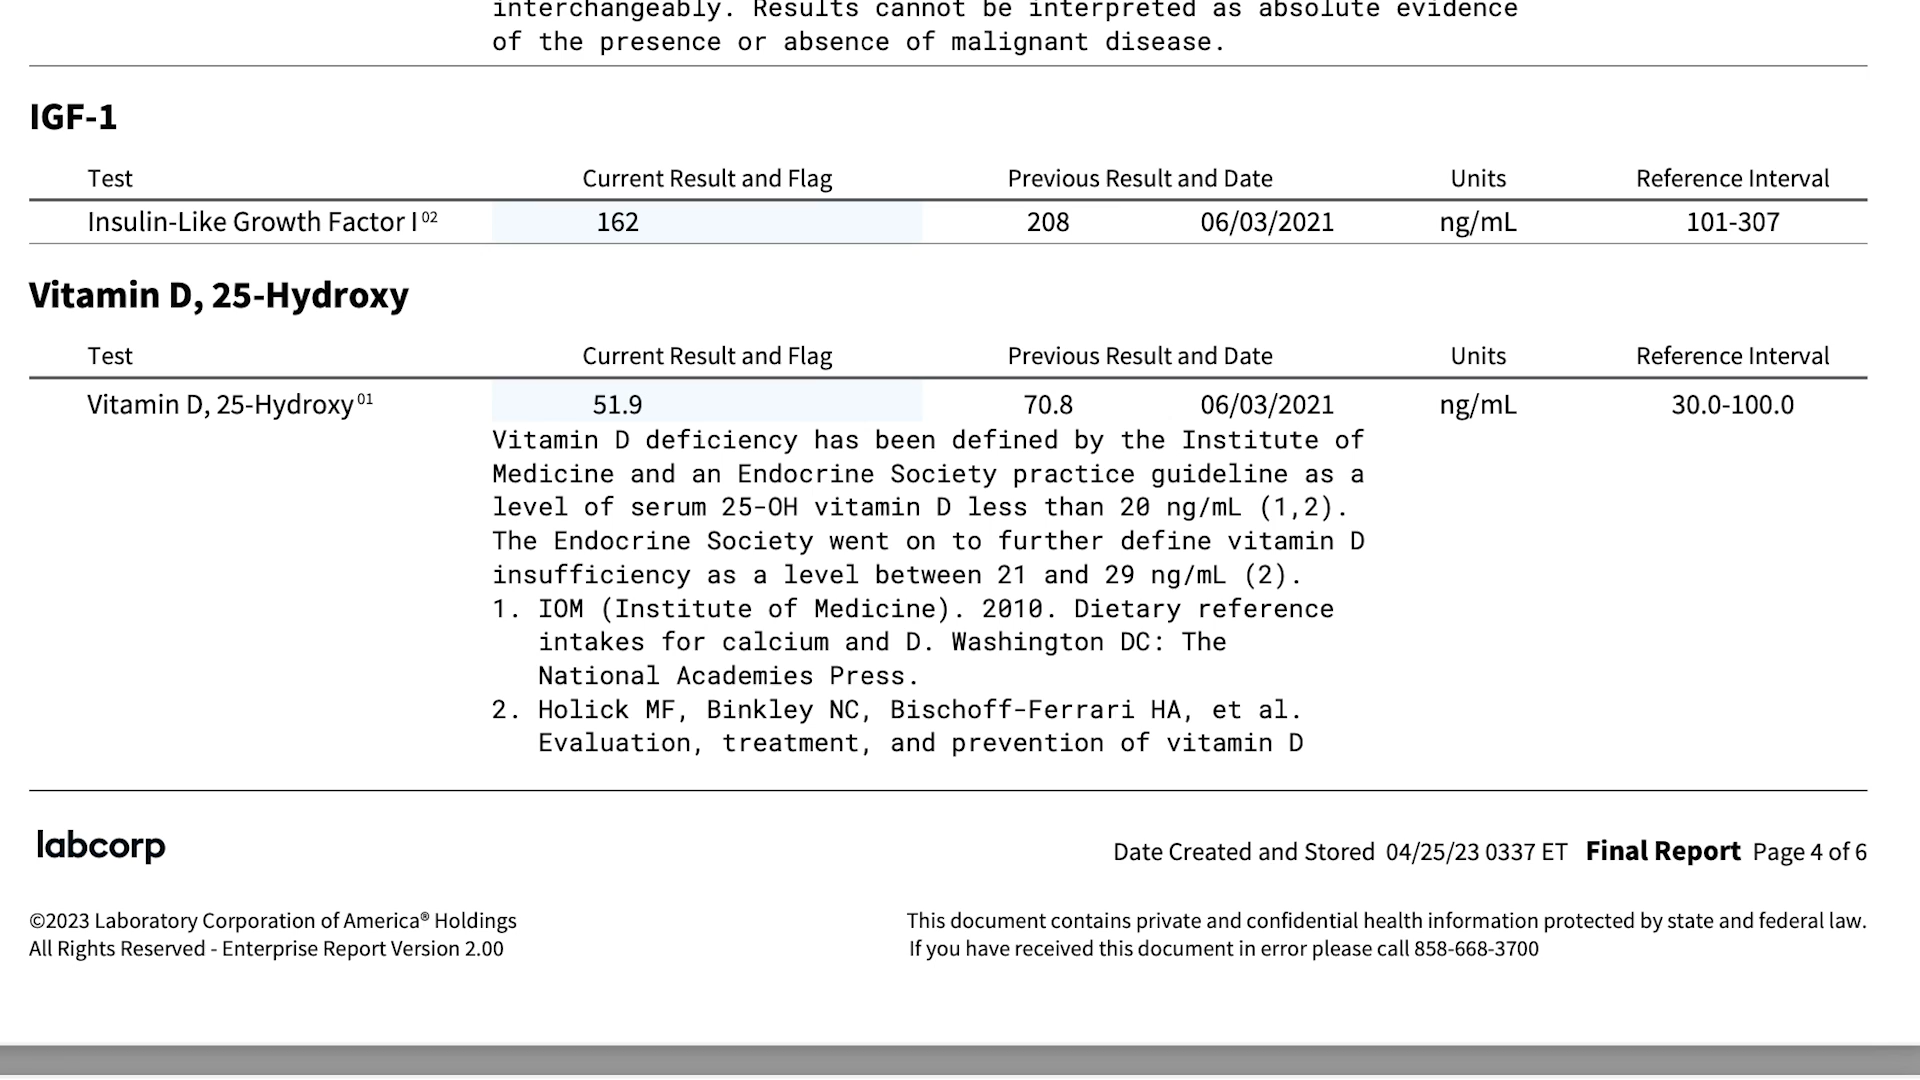 interchangeably. Results cannot be interpreted as absolute evidence
of the presence or absence of malignant disease.
IGF-1
Test Current Result and Flag Previous Result and Date Units Reference Interval
Insulin-Like Growth Factor I 02 162 208 06/03/2021 ng/mL 101-307
Vitamin D, 25-Hydroxy
Test Current Result and Flag Previous Result and Date Units Reference Interval
Vitamin D, 25-Hydroxy 01 51.9 70.8 06/03/2021 ng/mL 30.0-100.0
Vitamin D deficiency has been defined by the Institute of
Medicine and an Endocrine Society practice guideline as a
level of serum 25-OH vitamin D less than 20 ng/mL (1,2).
The Endocrine Society went on to further define vitamin D
insufficiency as a level between 21 and 29 ng/mL (2).
1. IOM (Institute of Medicine). 2010. Dietary reference
intakes for calcium and D. Washington DC: The
National Academies Press.
2. Holick MF, Binkley NC, Bischoff-Ferrari HA, et al.
Evaluation, treatment, and prevention of vitamin D
labcorp
Date Created and Stored 04/25/23 0337 ET Final Report Page 4 of 6
©2023 Laboratory Corporation of America® Holdings
All Rights Reserved - Enterprise Report Version 2.00
This document contains private and confidential health information protected by state and federal law.
If you have received this document in error please call 858-668-3700